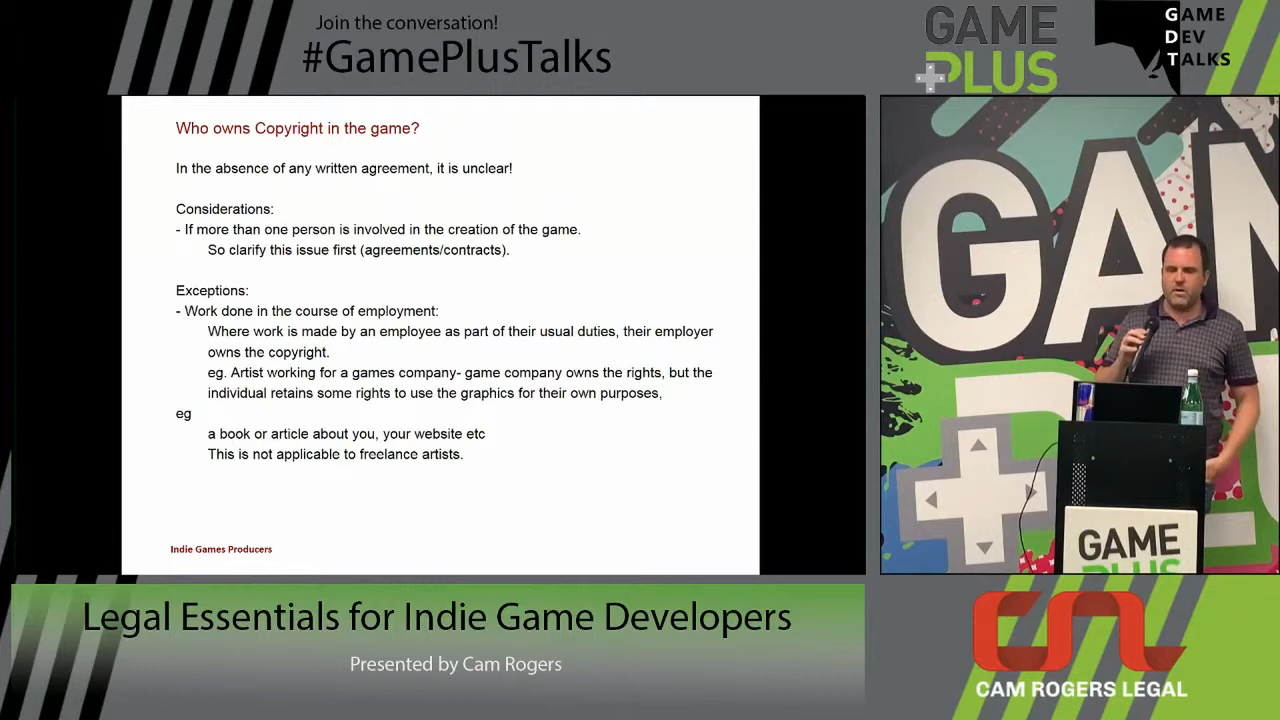 Join the conversation!
#GamePlusTalks
GAME
PLUS
GAME
DEV
TALKS
Who owns Copyright in the game?
In the absence of any written agreement, it is unclear!
Considerations:
- If more than one person is involved in the creation of the game.
So clarify this issue first (agreements/contracts).
Exceptions:
- Work done in the course of employment:
Where work is made by an employee as part of their usual duties, their employer
owns the copyright.
eg. Artist working for a games company- game company owns the rights, but the
individual retains some rights to use the graphics for their own purposes,
eg
a book or article about you, your website etc
This is not applicable to freelance artists.
Indie Games Producers
GAM
GAME
PLUS
Legal Essentials for Indie Game Developers
Presented by Cam Rogers
CAM ROGERS LEGAL